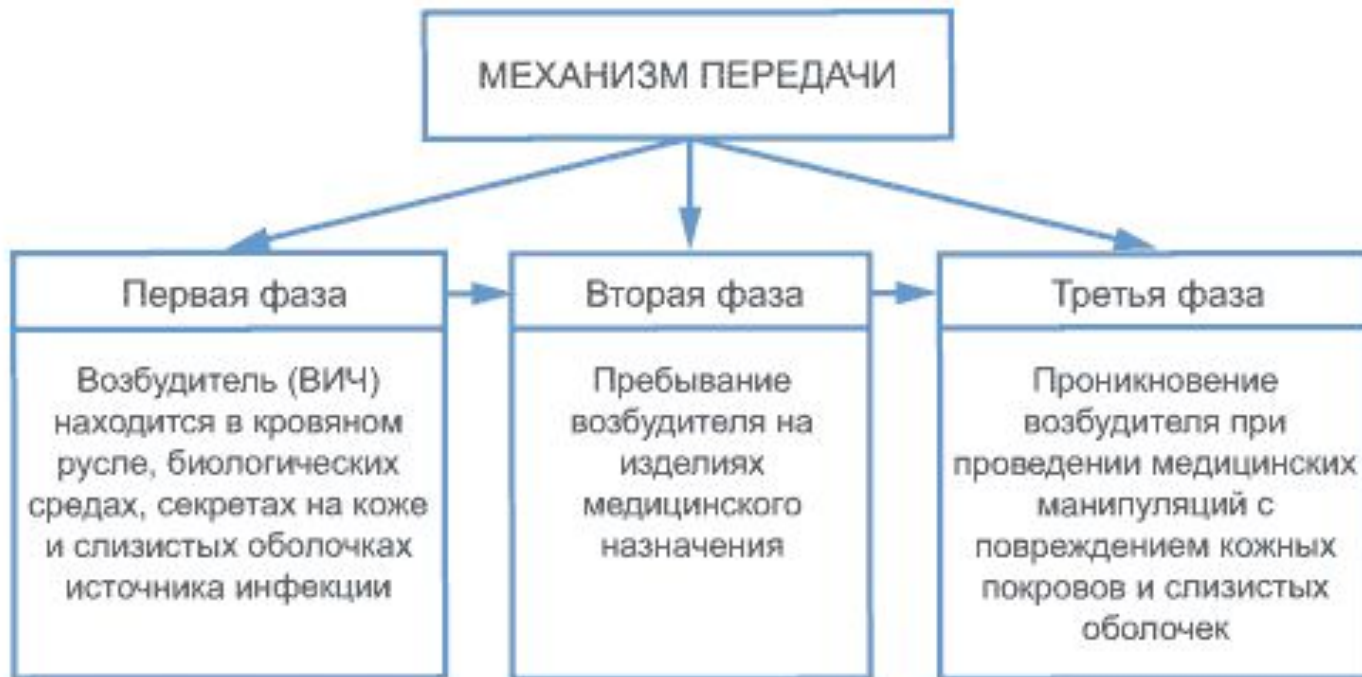 МЕХАНИЗМ ПЕРЕДАЧИ
Первая фаза
Возбудитель (ВИЧ)
находится в кровяном
русле, биологических
средах, секретах на коже
и слизистых оболочках
источника инфекции
Вторая фаза
Пребывание
возбудителя на
изделиях
медицинского
назначения
Третья фаза
Проникновение
возбудителя при
проведении медицинских
манипуляций с
повреждением кожных
покровов и слизистых
оболочек